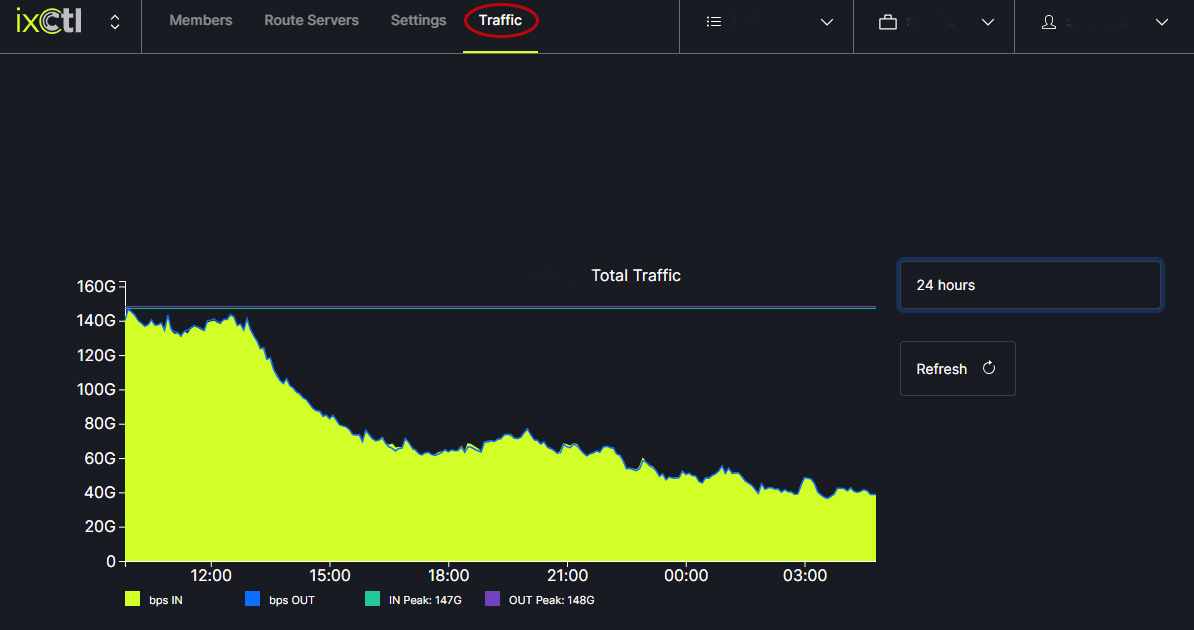 ixCtl Members Route Servers Settings Traffic
Total Traffic
24 hours
Refresh
160G
140G
120G
100G
80G
60G
40G
20G
0
12:00 15:00 18:00 21:00 00:00 03:00
bps IN bps OUT IN Peak: 147G OUT Peak: 148G